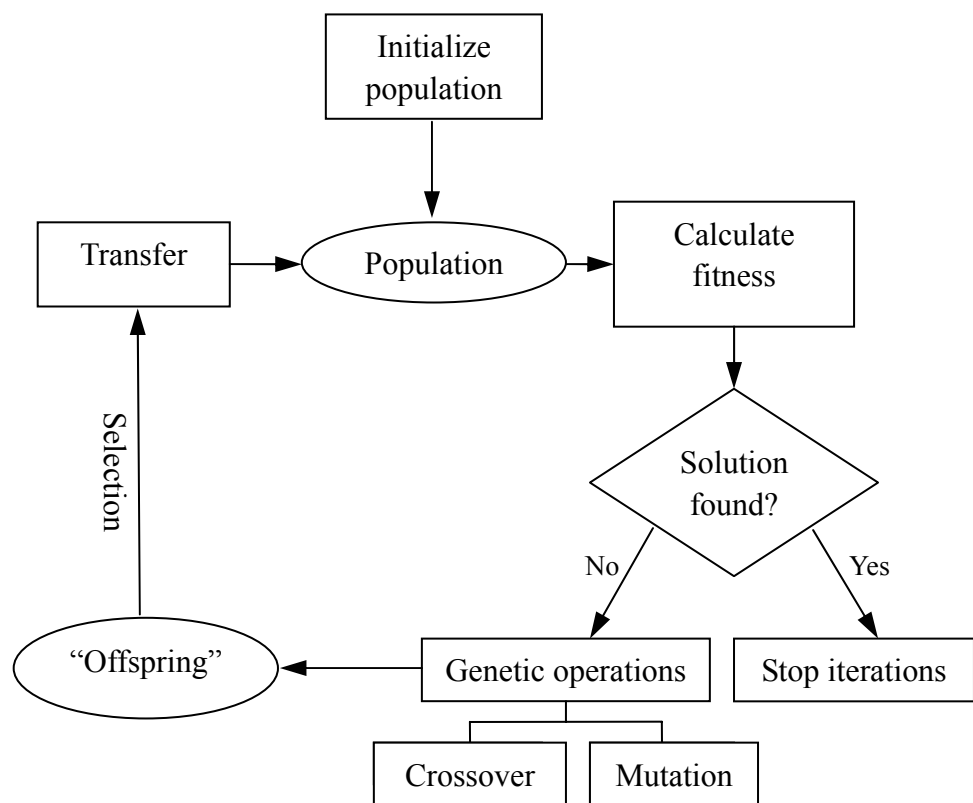 Initialize
population
Transfer
Population
Calculate
fitness
Selection
Solution
found?
No
Yes
“Offspring”
Genetic operations
Stop iterations
Crossover
Mutation